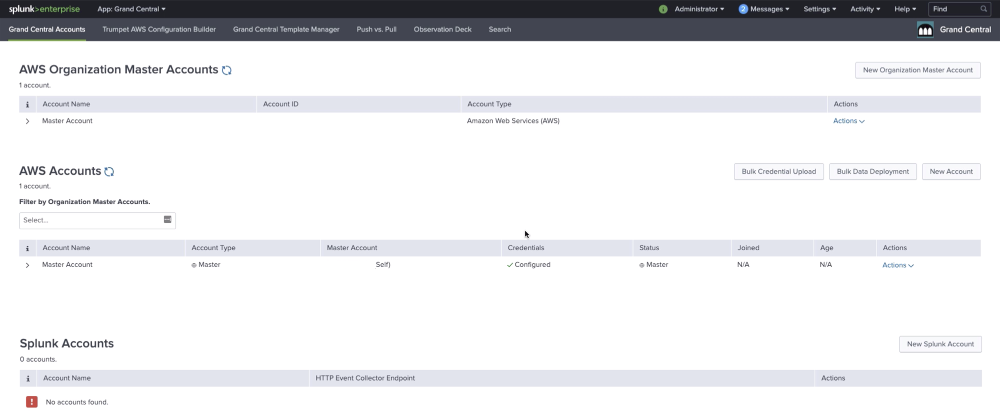 splunk>enterprise App: Grand Central Administrator 2 Messages Settings Activity Help Find
Grand Central Accounts Trumpet AWS Configuration Builder Grand Central Template Manager Push vs. Pull Observation Deck Search Grand Central
AWS Organization Master Accounts New Organization Master Account
1 account.
i Account Name Account ID Account Type Actions
Master Account Amazon Web Services (AWS) Actions
AWS Accounts Bulk Credential Upload Bulk Data Deployment New Account
1 account.
Filter by Organization Master Accounts.
Select...
i Account Name Account Type Master Account Credentials Status Joined Age Actions
Master Account Master Self) Configured Master N/A N/A Actions
Splunk Accounts New Splunk Account
0 accounts.
i Account Name HTTP Event Collector Endpoint Actions
! No accounts found.